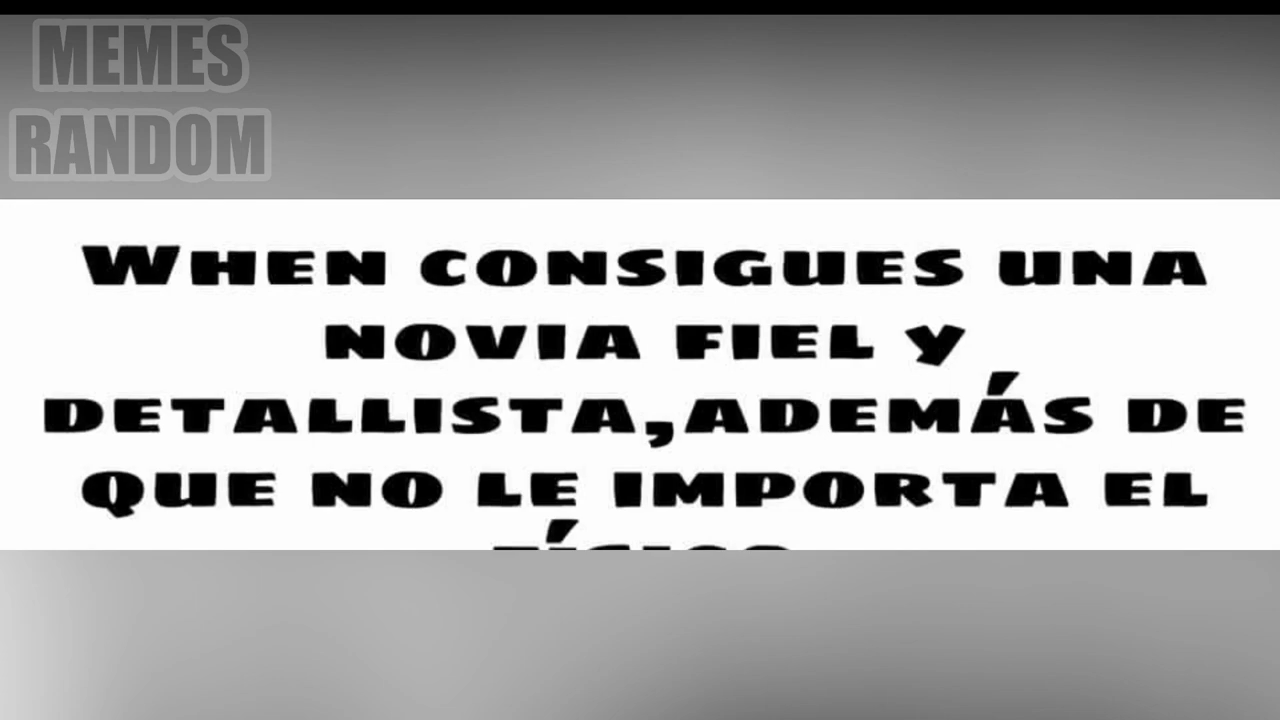 MEMES
RANDOM
WHEN CONSIGUES UNA
NOVIA FIEL Y
DETALLISTA,ADEMÁS DE
QUE NO LE IMPORTA EL